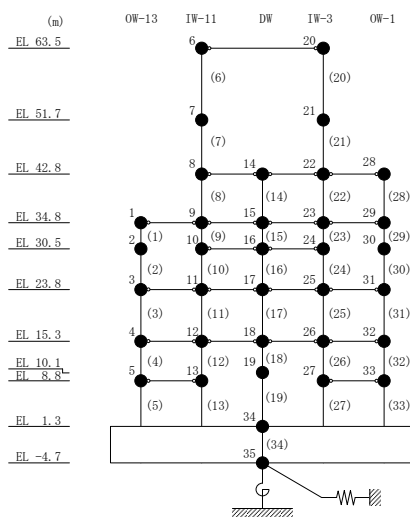 (m) OW-13 IW-11 DW IW-3 OW-1
EL 63.5 6 20
(6) (20)
EL 51.7 7 21
(7) (21)
EL 42.8 8 14 22 28
(8) (14) (22) (28)
EL 34.8 1 9 15 23 29
(1) (9) (15) (23) (29)
EL 30.5 2 10 16 24 30
(2) (10) (16) (24) (30)
EL 23.8 3 11 17 25 31
(3) (11) (17) (25) (31)
EL 15.3 4 12 18 26 32
(4) (12) (18) (26) (32)
EL 10.1 19
EL 8.8 5 13 27 33
(5) (13) (19) (27) (33)
EL 1.3 34
(34)
EL -4.7 35